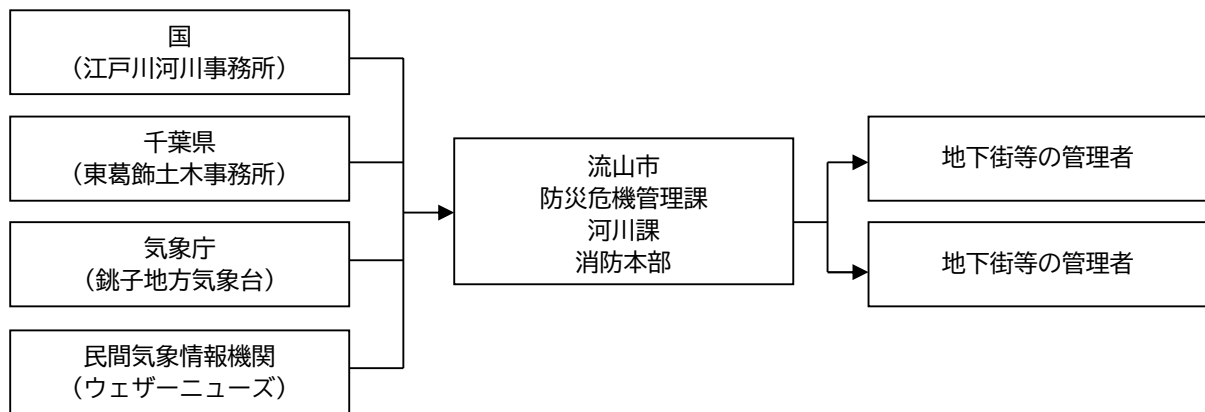 国
（江戸川河川事務所）
千葉県
（東葛飾土木事務所）
気象庁
（銚子地方気象台）
民間気象情報機関
（ウェザーニューズ）
流山市
防災危機管理課
河川課
消防本部
地下街等の管理者
地下街等の管理者